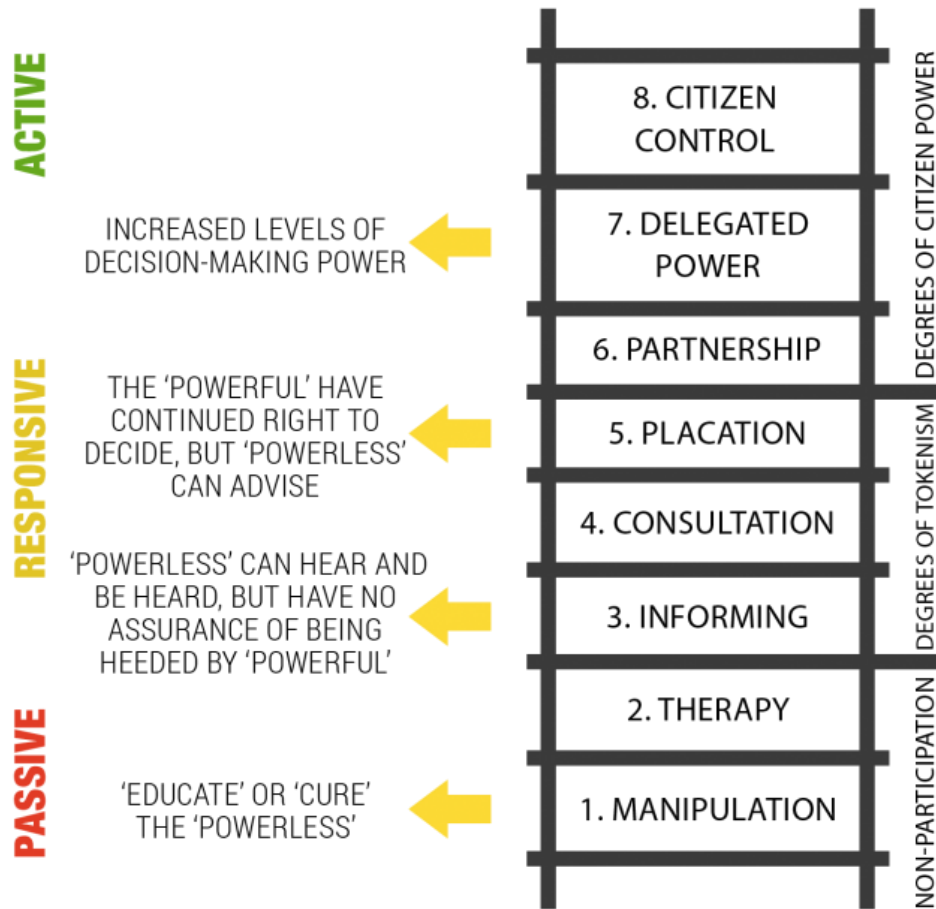 ACTIVE
INCREASED LEVELS OF
DECISION-MAKING POWER
RESPONSIVE
THE ‘POWERFUL’ HAVE
CONTINUED RIGHT TO
DECIDE, BUT ‘POWERLESS’
CAN ADVISE
‘POWERLESS’ CAN HEAR AND
BE HEARD, BUT HAVE NO
ASSURANCE OF BEING
HEEDED BY ‘POWERFUL’
PASSIVE
‘EDUCATE’ OR ‘CURE’
THE ‘POWERLESS’
8. CITIZEN
CONTROL
7. DELEGATED
POWER
6. PARTNERSHIP
5. PLACATION
4. CONSULTATION
3. INFORMING
2. THERAPY
1. MANIPULATION
DEGREES OF CITIZEN POWER
DEGREES OF TOKENISM
NON-PARTICIPATION